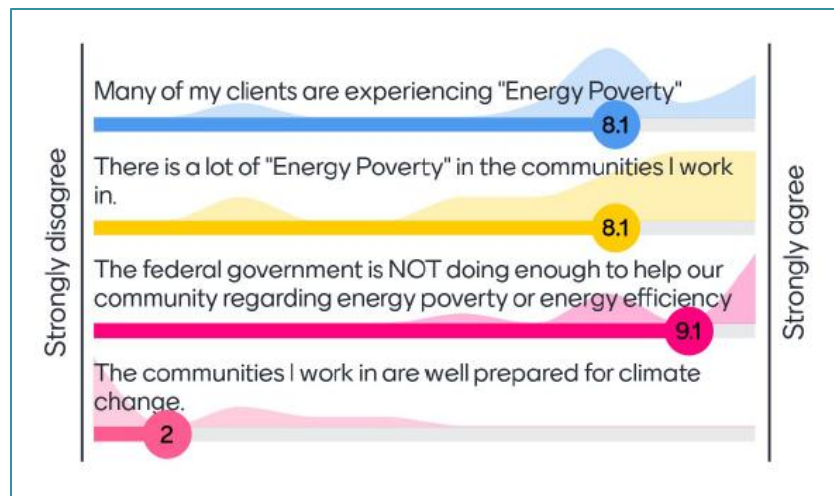 Strongly disagree
Many of my clients are experiencing "Energy Poverty"
8.1
There is a lot of "Energy Poverty" in the communities I work
in.
8.1
The federal government is NOT doing enough to help our
community regarding energy poverty or energy efficiency
9.1
The communities I work in are well prepared for climate
change.
2
Strongly agree